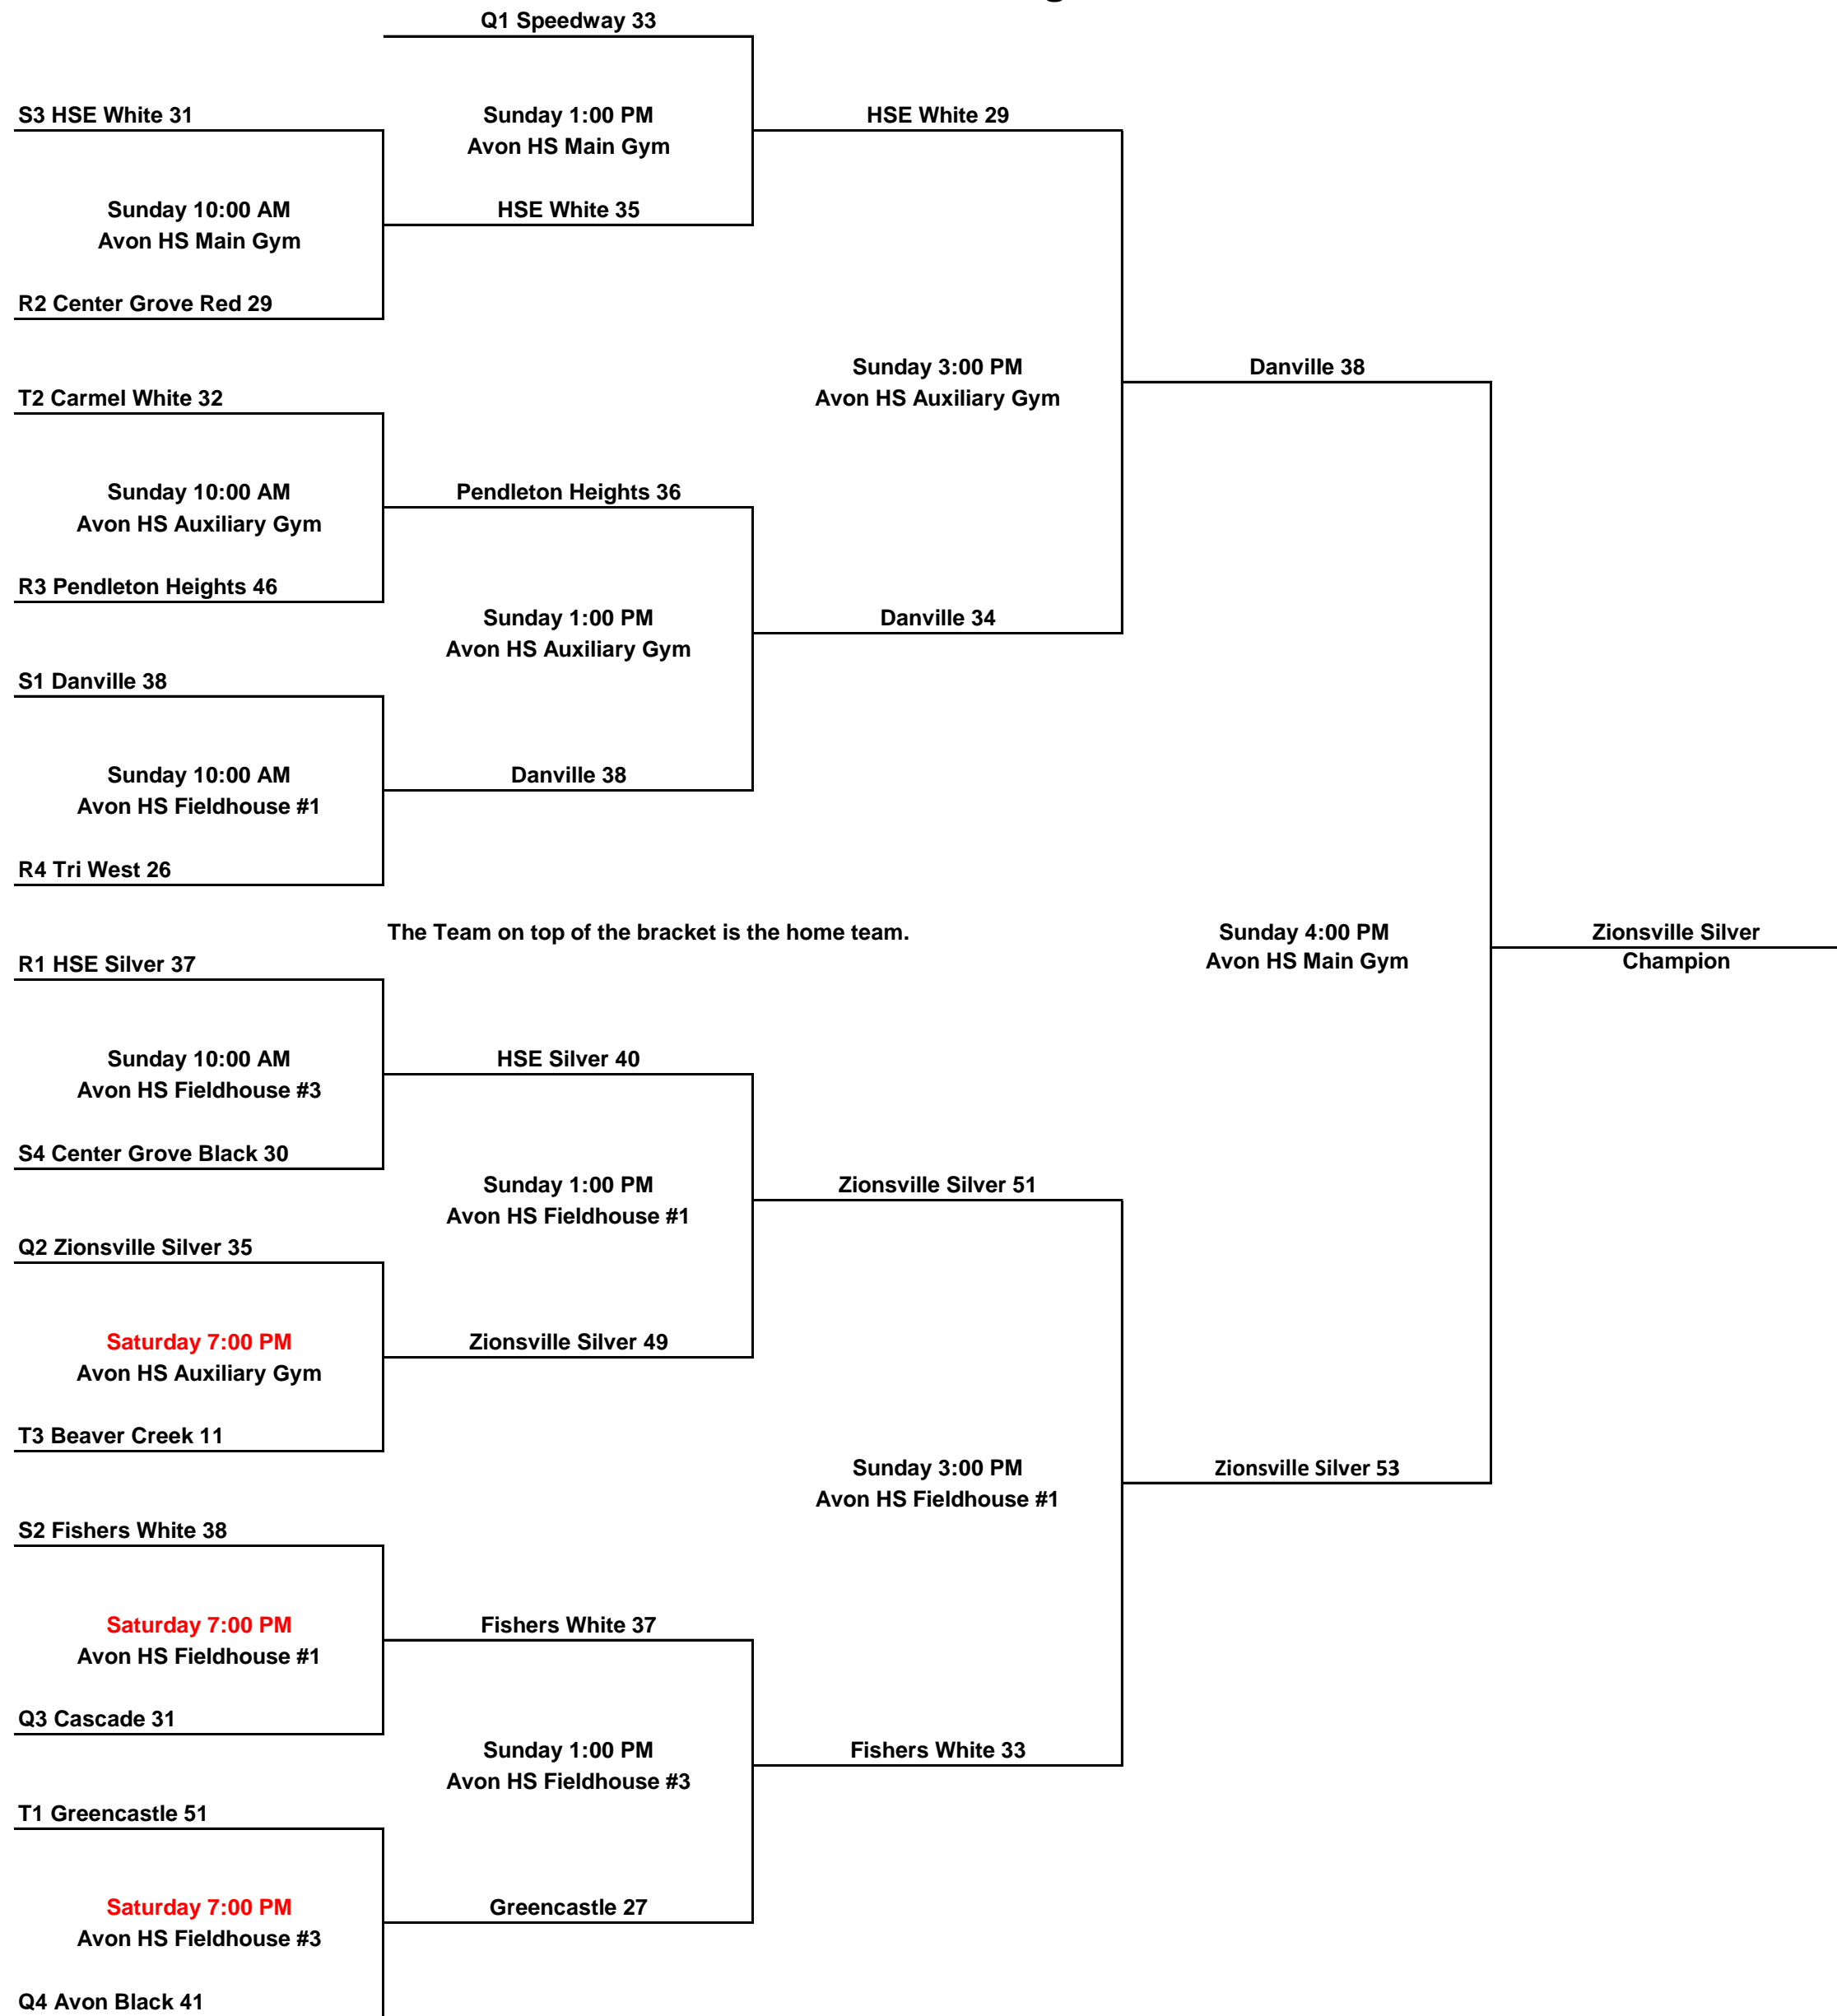 Q1 Speedway 33
S3 HSE White 31
Sunday 1:00 PM
Avon HS Main Gym
HSE White 29
Sunday 10:00 AM
Avon HS Main Gym
HSE White 35
R2 Center Grove Red 29
Sunday 3:00 PM
Avon HS Auxiliary Gym
Danville 38
T2 Carmel White 32
Sunday 10:00 AM
Avon HS Auxiliary Gym
Pendleton Heights 36
R3 Pendleton Heights 46
Sunday 1:00 PM
Avon HS Auxiliary Gym
Danville 34
S1 Danville 38
Sunday 10:00 AM
Avon HS Fieldhouse #1
Danville 38
R4 Tri West 26
The Team on top of the bracket is the home team.
Sunday 4:00 PM
Avon HS Main Gym
Zionsville Silver
Champion
R1 HSE Silver 37
Sunday 10:00 AM
Avon HS Fieldhouse #3
HSE Silver 40
S4 Center Grove Black 30
Sunday 1:00 PM
Avon HS Fieldhouse #1
Zionsville Silver 51
Q2 Zionsville Silver 35
Saturday 7:00 PM
Avon HS Auxiliary Gym
Zionsville Silver 49
T3 Beaver Creek 11
Sunday 3:00 PM
Avon HS Fieldhouse #1
Zionsville Silver 53
S2 Fishers White 38
Saturday 7:00 PM
Avon HS Fieldhouse #1
Fishers White 37
Q3 Cascade 31
Sunday 1:00 PM
Avon HS Fieldhouse #3
Fishers White 33
T1 Greencastle 51
Saturday 7:00 PM
Avon HS Fieldhouse #3
Greencastle 27
Q4 Avon Black 41